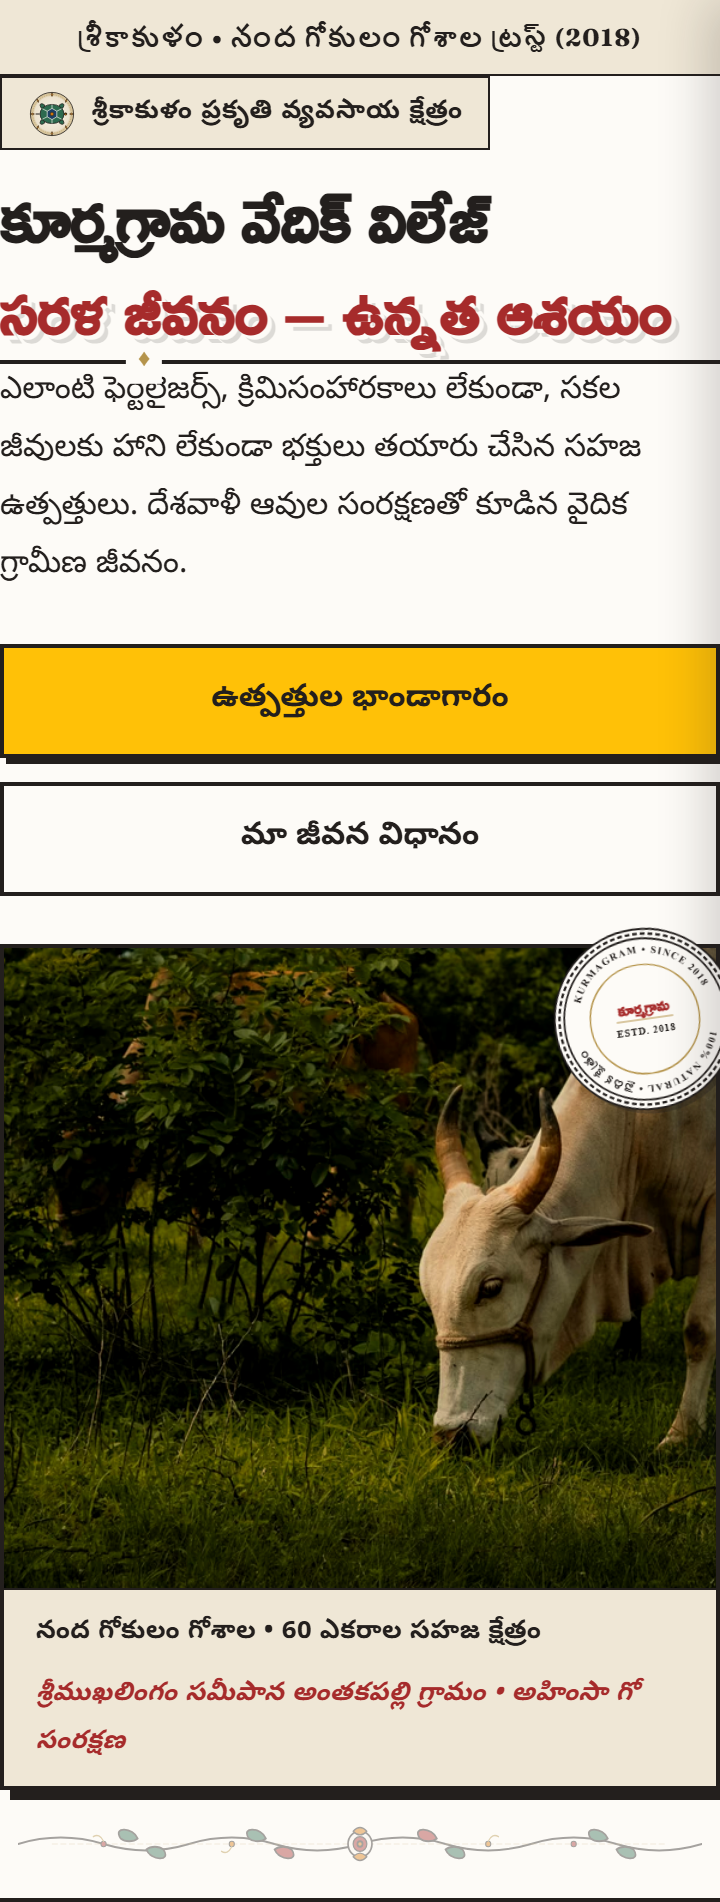 శ్రీకాకుళం • నంద గోకులం గోశాల ట్రస్ట్ (2018)
శ్రీకాకుళం ప్రకృతి వ్యవసాయ క్షేత్రం
కూర్మగ్రామ వేదిక్ విలేజ్
సరళ జీవనం — ఉన్నత ఆశయం
ఎలాంటి ఫెర్టిలైజర్స్, క్రిమిసంహారకాలు లేకుండా, సకల
జీవులకు హాని లేకుండా భక్తులు తయారు చేసిన సహజ
ఉత్పత్తులు. దేశవాళీ ఆవుల సంరక్షణతో కూడిన వైదిక
గ్రామీణ జీవనం.
ఉత్పత్తుల భాండాగారం
మా జీవన విధానం
KURMAGRAM • SINCE 2018
100% NATURAL • వైదిక క్షేత్రం
కూర్మగ్రామ
ESTD. 2018
నంద గోకులం గోశాల • 60 ఎకరాల సహజ క్షేత్రం
శ్రీముఖలింగం సమీపాన అంతకపల్లి గ్రామం • అహింసా గో
సంరక్షణ